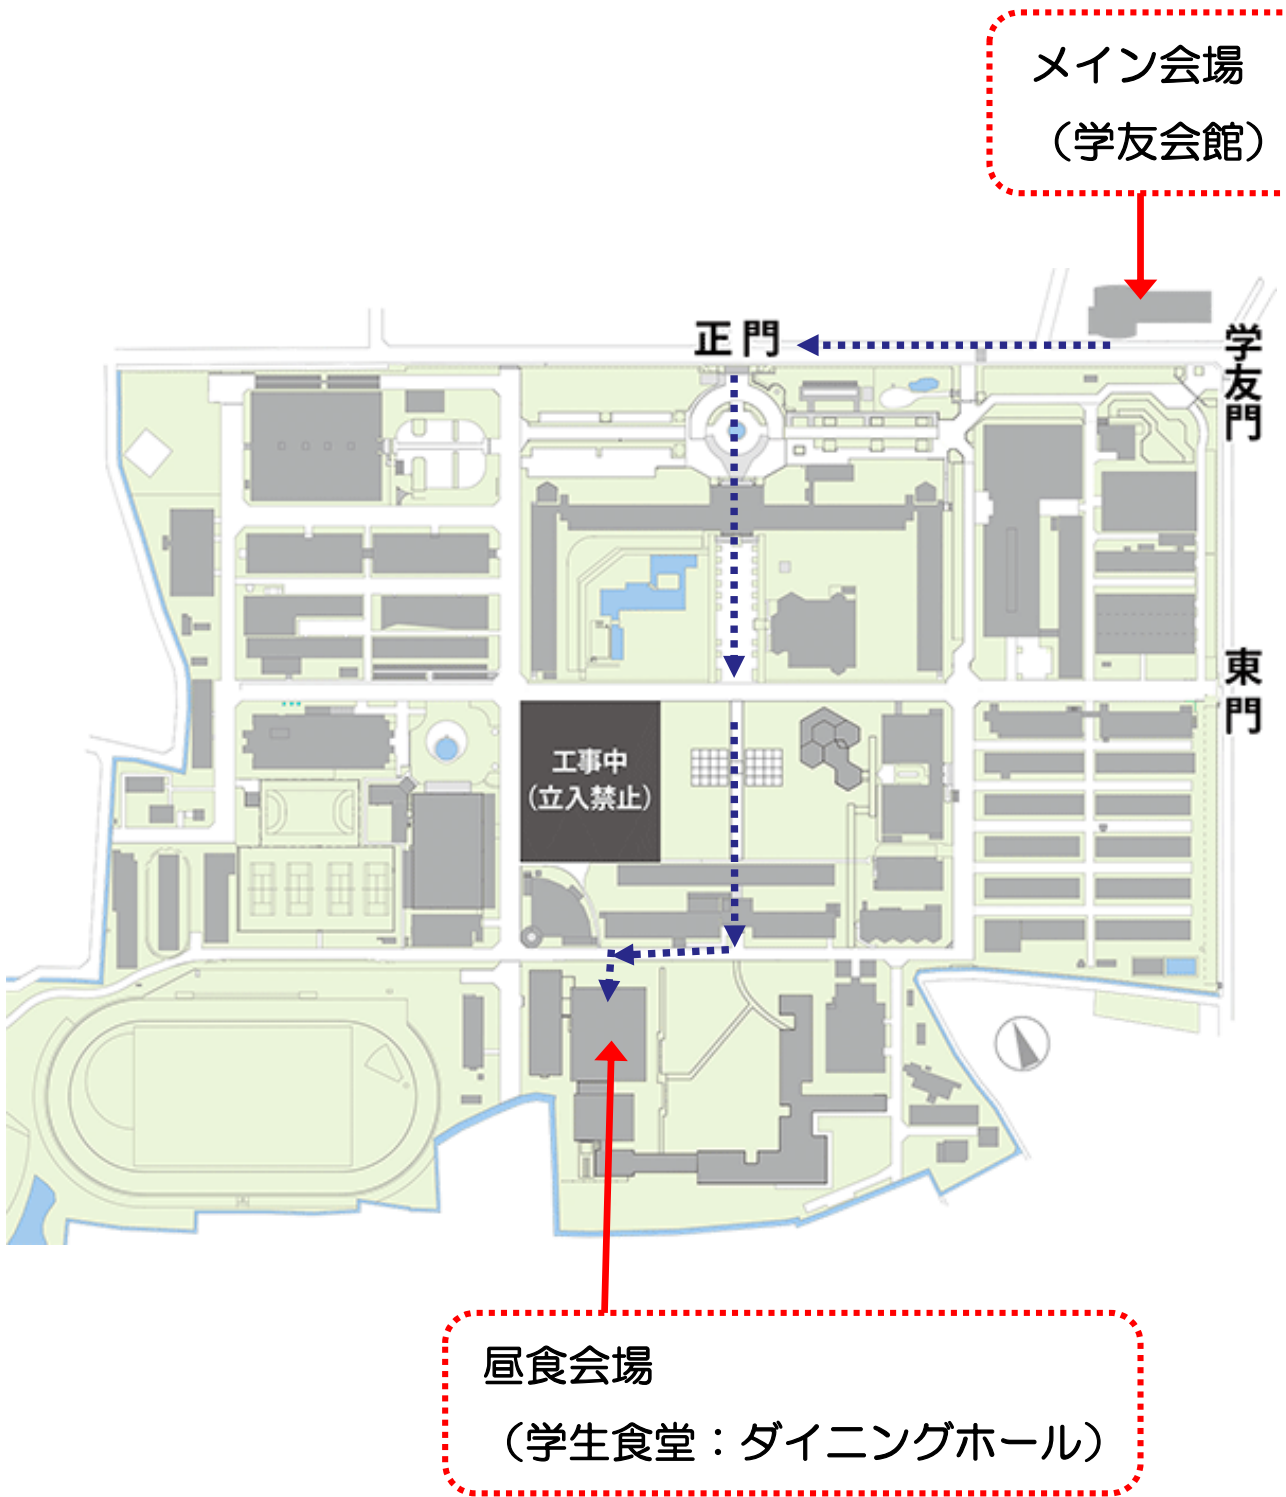 メイン会場
（学友会館）
正門
学友門
東門
工事中
(立入禁止)
昼食会場
（学生食堂：ダイニングホール）